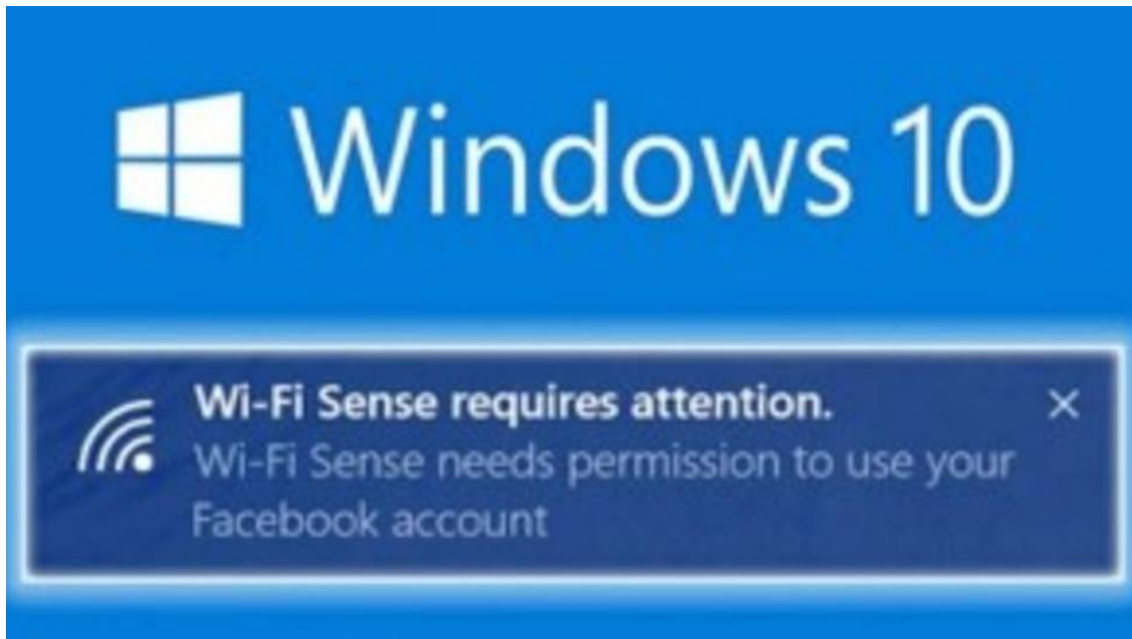 Windows 10
Wi-Fi Sense requires attention.
Wi-Fi Sense needs permission to use your
Facebook account